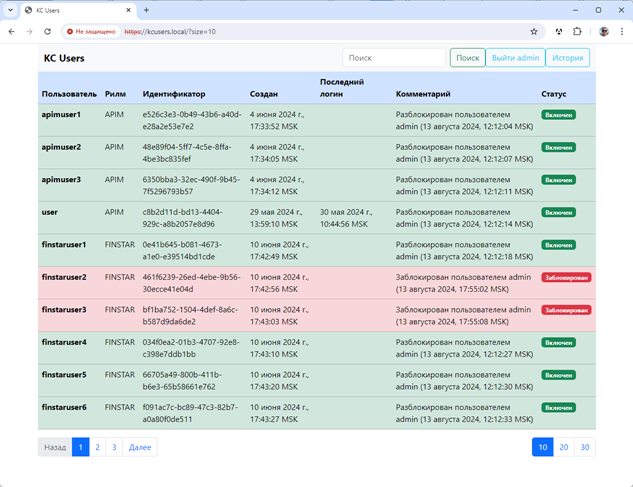 KC Users
Не защищено https://kcusers.local/?size=10
KC Users Поиск Поиск Выйти admin История
Пользователь Рилм Идентификатор Создан Последний логин Комментарий Статус
apimuser1 APIM e526c3e3-0b49-43b6-a40d- 4 июня 2024 г., Разблокирован пользователем Включен
e28a2e53e7e2 17:33:52 MSK admin (13 августа 2024, 12:12:04 MSK)
apimuser2 APIM 48e89f04-5ff7-4c5e-8ffa- 4 июня 2024 г., Разблокирован пользователем Включен
4be3bc835fef 17:34:05 MSK admin (13 августа 2024, 12:12:07 MSK)
apimuser3 APIM 6350bba3-32ec-490f-9b45- 4 июня 2024 г., Разблокирован пользователем Включен
7f5296793b57 17:34:12 MSK admin (13 августа 2024, 12:12:11 MSK)
user APIM c8b2d11d-bd13-4404- 29 мая 2024 г., 30 мая 2024 г., Разблокирован пользователем Включен
929c-a8b2057e8d96 13:59:10 MSK 10:44:56 MSK admin (13 августа 2024, 12:12:14 MSK)
finstaruser1 FINSTAR 0e41b645-b081-4673- 10 июня 2024 г., Разблокирован пользователем Включен
a1e0-e39514bd1cde 17:42:49 MSK admin (13 августа 2024, 12:12:18 MSK)
finstaruser2 FINSTAR 461f6239-26ed-4ebe-9b56- 10 июня 2024 г., Заблокирован пользователем admin Заблокирован
30ecce41e04d 17:42:56 MSK (13 августа 2024, 17:55:02 MSK)
finstaruser3 FINSTAR bf1ba752-1504-4def-8a6c- 10 июня 2024 г., Заблокирован пользователем admin Заблокирован
b587d9da6de2 17:43:03 MSK (13 августа 2024, 17:55:08 MSK)
finstaruser4 FINSTAR 034f0ea2-01b3-4707-92e8- 10 июня 2024 г., Разблокирован пользователем Включен
c398e7ddb1bb 17:43:10 MSK admin (13 августа 2024, 12:12:27 MSK)
finstaruser5 FINSTAR 66705a49-800b-411b- 10 июня 2024 г., Разблокирован пользователем Включен
b6e3-65b58661e762 17:43:20 MSK admin (13 августа 2024, 12:12:30 MSK)
finstaruser6 FINSTAR f091ac7c-bc89-47c3-82b7- 10 июня 2024 г., Разблокирован пользователем Включен
a0a80f0de511 17:43:27 MSK admin (13 августа 2024, 12:12:33 MSK)
Назад 1 2 3 Далее 10 20 30